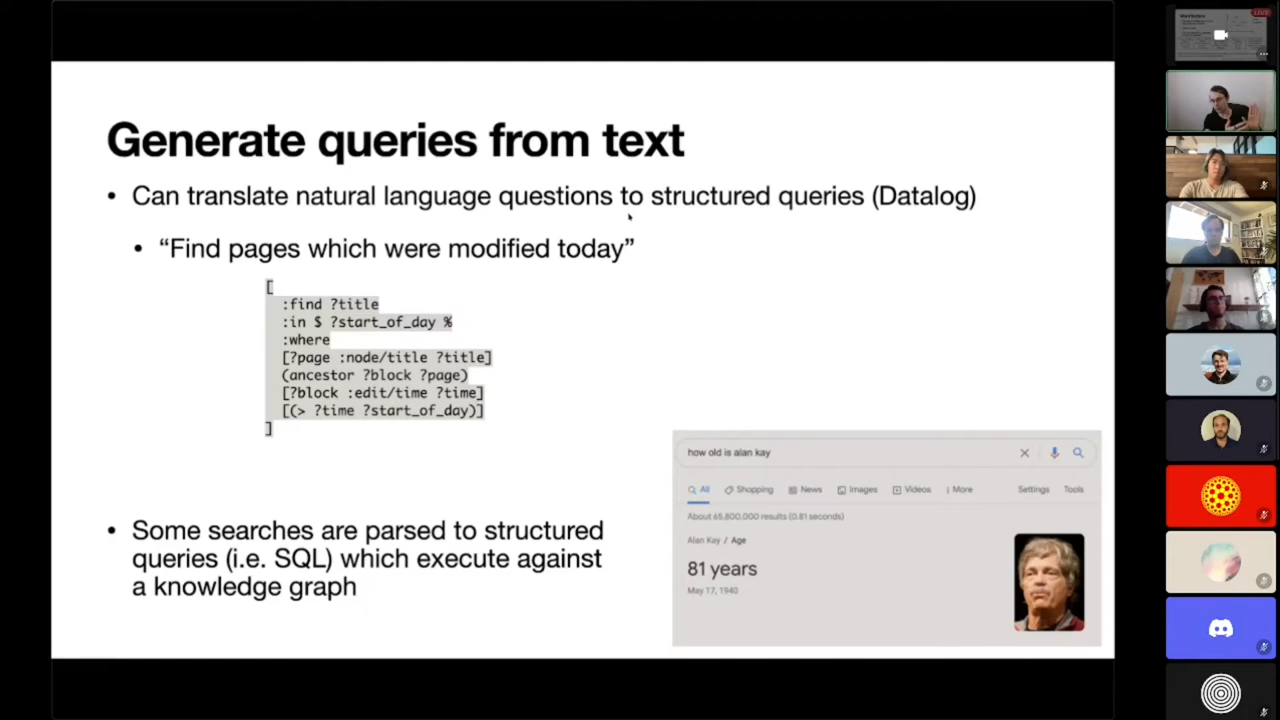 Generate queries from text
• Can translate natural language questions to structured queries (Datalog)
• “Find pages which were modified today”
[
:find ?title
:in $ ?start_of_day %
:where
[?page :node/title ?title]
(ancestor ?block ?page)
[?block :edit/time ?time]
[(> ?time ?start_of_day)]
]
• Some searches are parsed to structured
queries (i.e. SQL) which execute against
a knowledge graph
how old is alan kay
All Shopping News Images Videos More Settings Tools
About 65,800,000 results (0.81 seconds)
Alan Kay / Age
81 years
May 17, 1940
LIVE